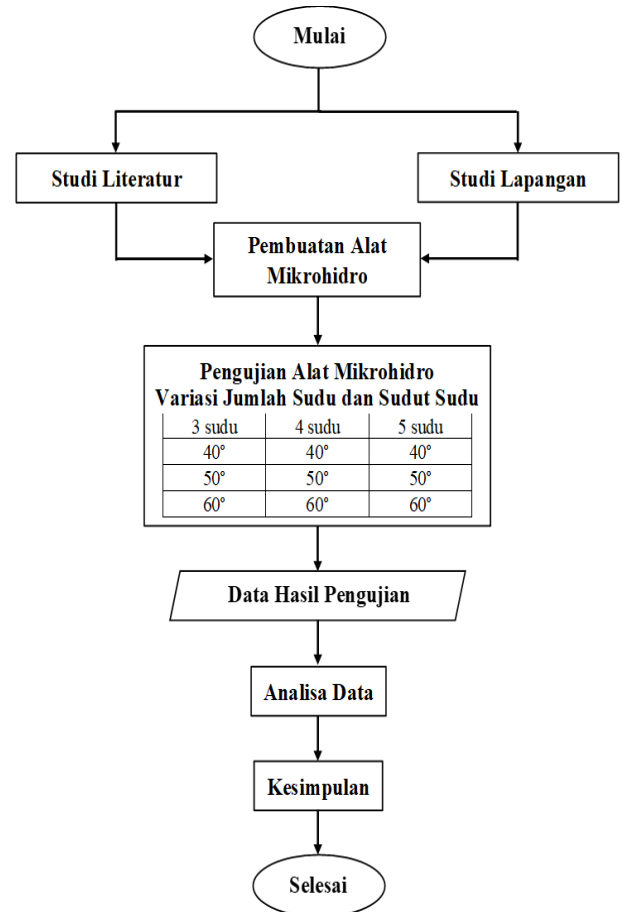 Mulai
Studi Literatur
Studi Lapangan
Pembuatan Alat
Mikrohidro
Pengujian Alat Mikrohidro
Variasi Jumlah Sudu dan Sudut Sudu
3 sudu 4 sudu 5 sudu
40° 40° 40°
50° 50° 50°
60° 60° 60°
Data Hasil Pengujian
Analisa Data
Kesimpulan
Selesai